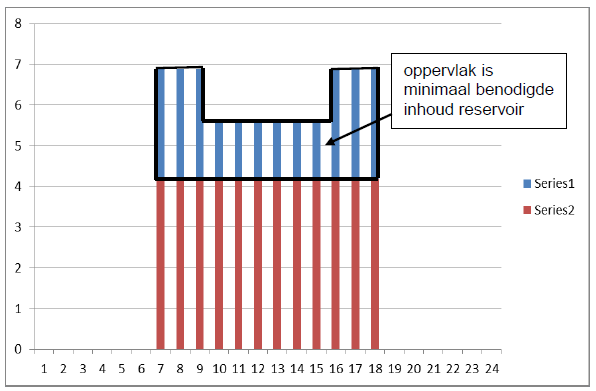 8
7
6
5
4
3
2
1
0
oppervlak is
minimaal benodigde
inhoud reservoir
Series1
Series2
1 2 3 4 5 6 7 8 9 10 11 12 13 14 15 16 17 18 19 20 21 22 23 24